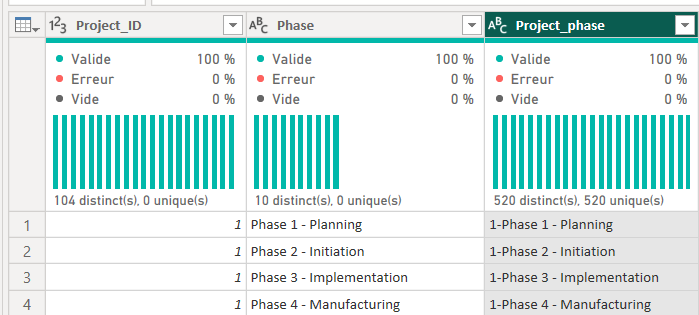 1²3 Project_ID ABC Phase ABC Project_phase
Valide 100 % Valide 100 % Valide 100 %
Erreur 0 % Erreur 0 % Erreur 0 %
Vide 0 % Vide 0 % Vide 0 %
104 distinct(s), 0 unique(s) 10 distinct(s), 0 unique(s) 520 distinct(s), 520 unique(s)
1 1 Phase 1 - Planning 1-Phase 1 - Planning
2 1 Phase 2 - Initiation 1-Phase 2 - Initiation
3 1 Phase 3 - Implementation 1-Phase 3 - Implementation
4 1 Phase 4 - Manufacturing 1-Phase 4 - Manufacturing